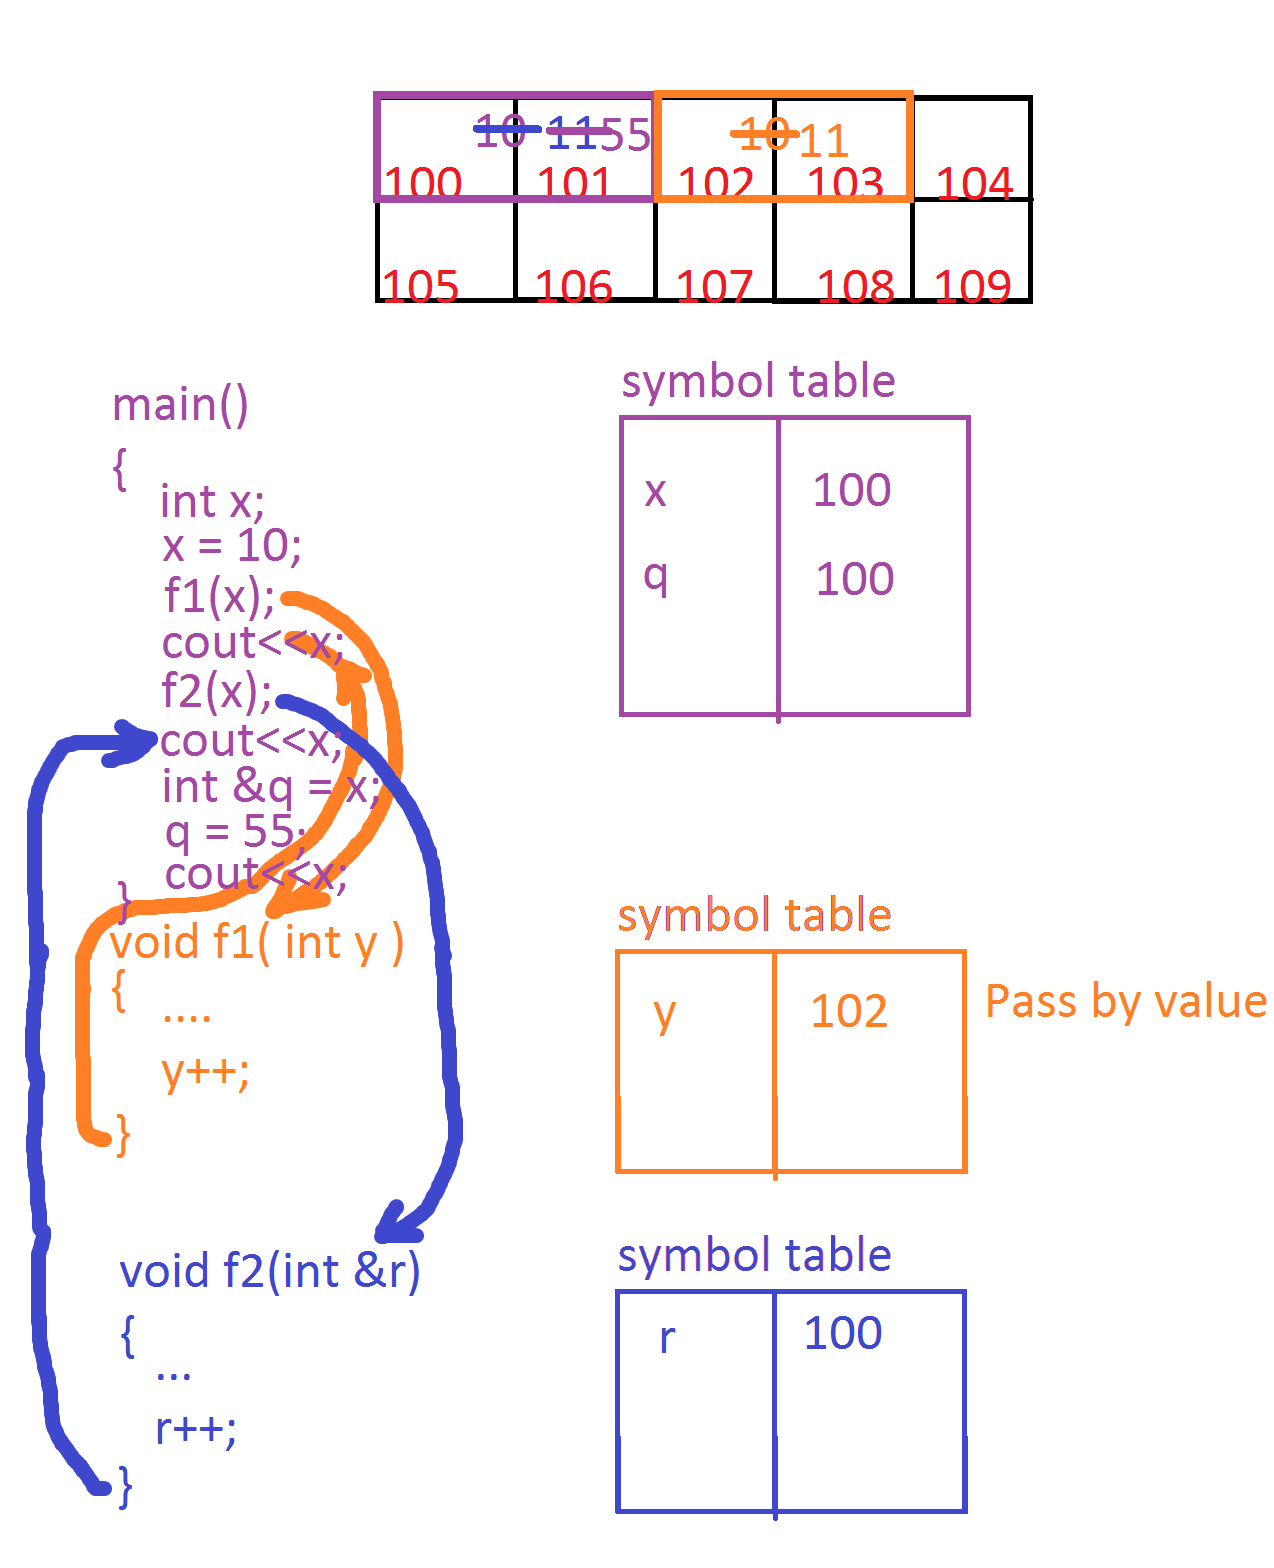 10 11 55 10 11
100 101 102 103 104
105 106 107 108 109
symbol table
x 100
q 100
main()
{
int x;
x = 10;
f1(x);
cout<<x;
f2(x);
cout<<x;
int &q = x;
q = 55;
cout<<x;
}
void f1( int y )
{
....
y++;
}
symbol table
y 102
Pass by value
void f2(int &r)
{
...
r++;
}
symbol table
r 100